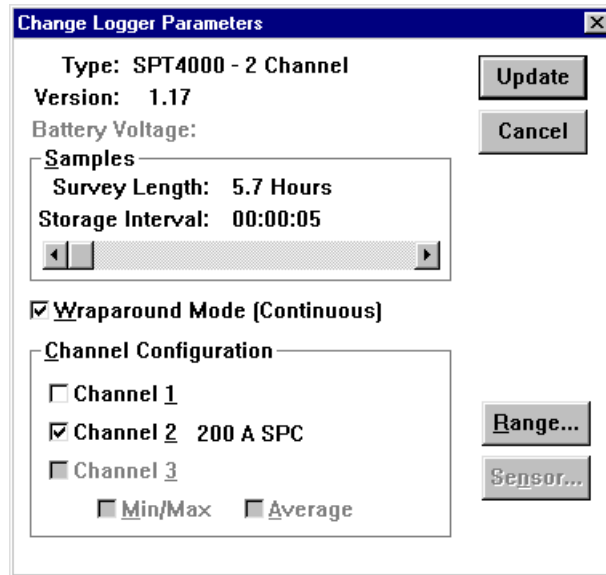 Change Logger Parameters
Type: SPT4000 - 2 Channel
Version: 1.17
Battery Voltage:
Update
Cancel
Samples
Survey Length: 5.7 Hours
Storage Interval: 00:00:05
Wraparound Mode (Continuous)
Channel Configuration
Channel 1
Channel 2 200 A SPC
Channel 3
Min/Max Average
Range...
Sensor...